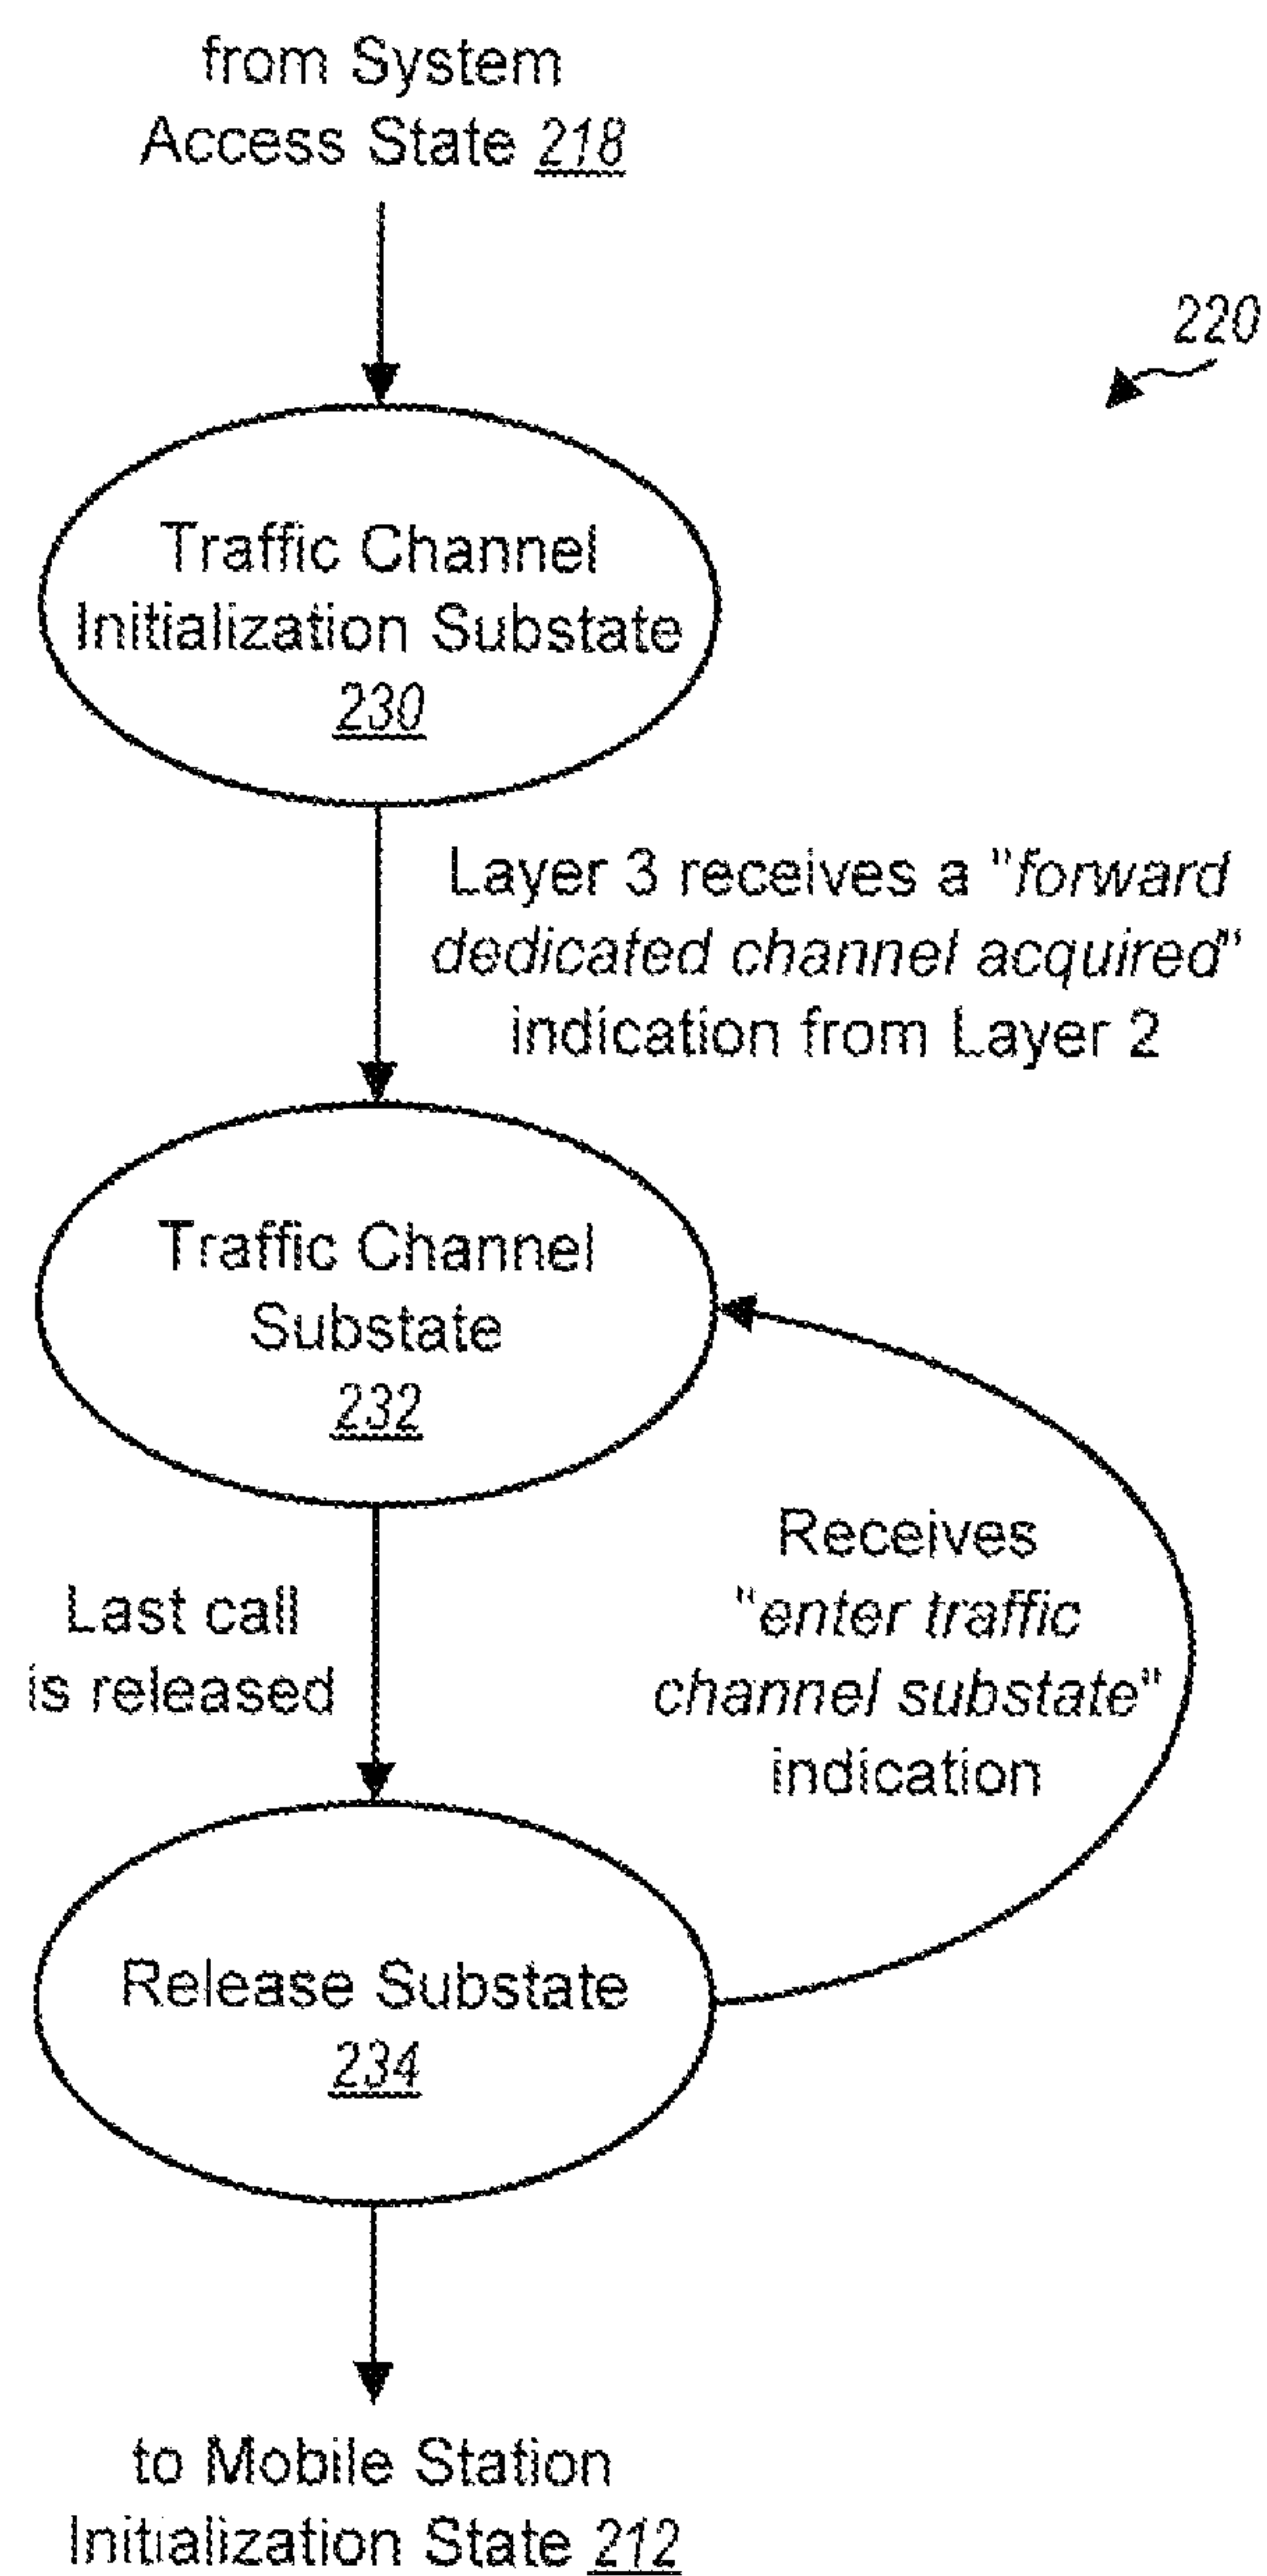 from System
Access State 218
220
Traffic Channel
Initialization Substate
230
Layer 3 receives a "forward
dedicated channel acquired"
indication from Layer 2
Traffic Channel
Substate
232
Last call
is released
Receives
"enter traffic
channel substate"
indication
Release Substate
234
to Mobile Station
Initialization State 212